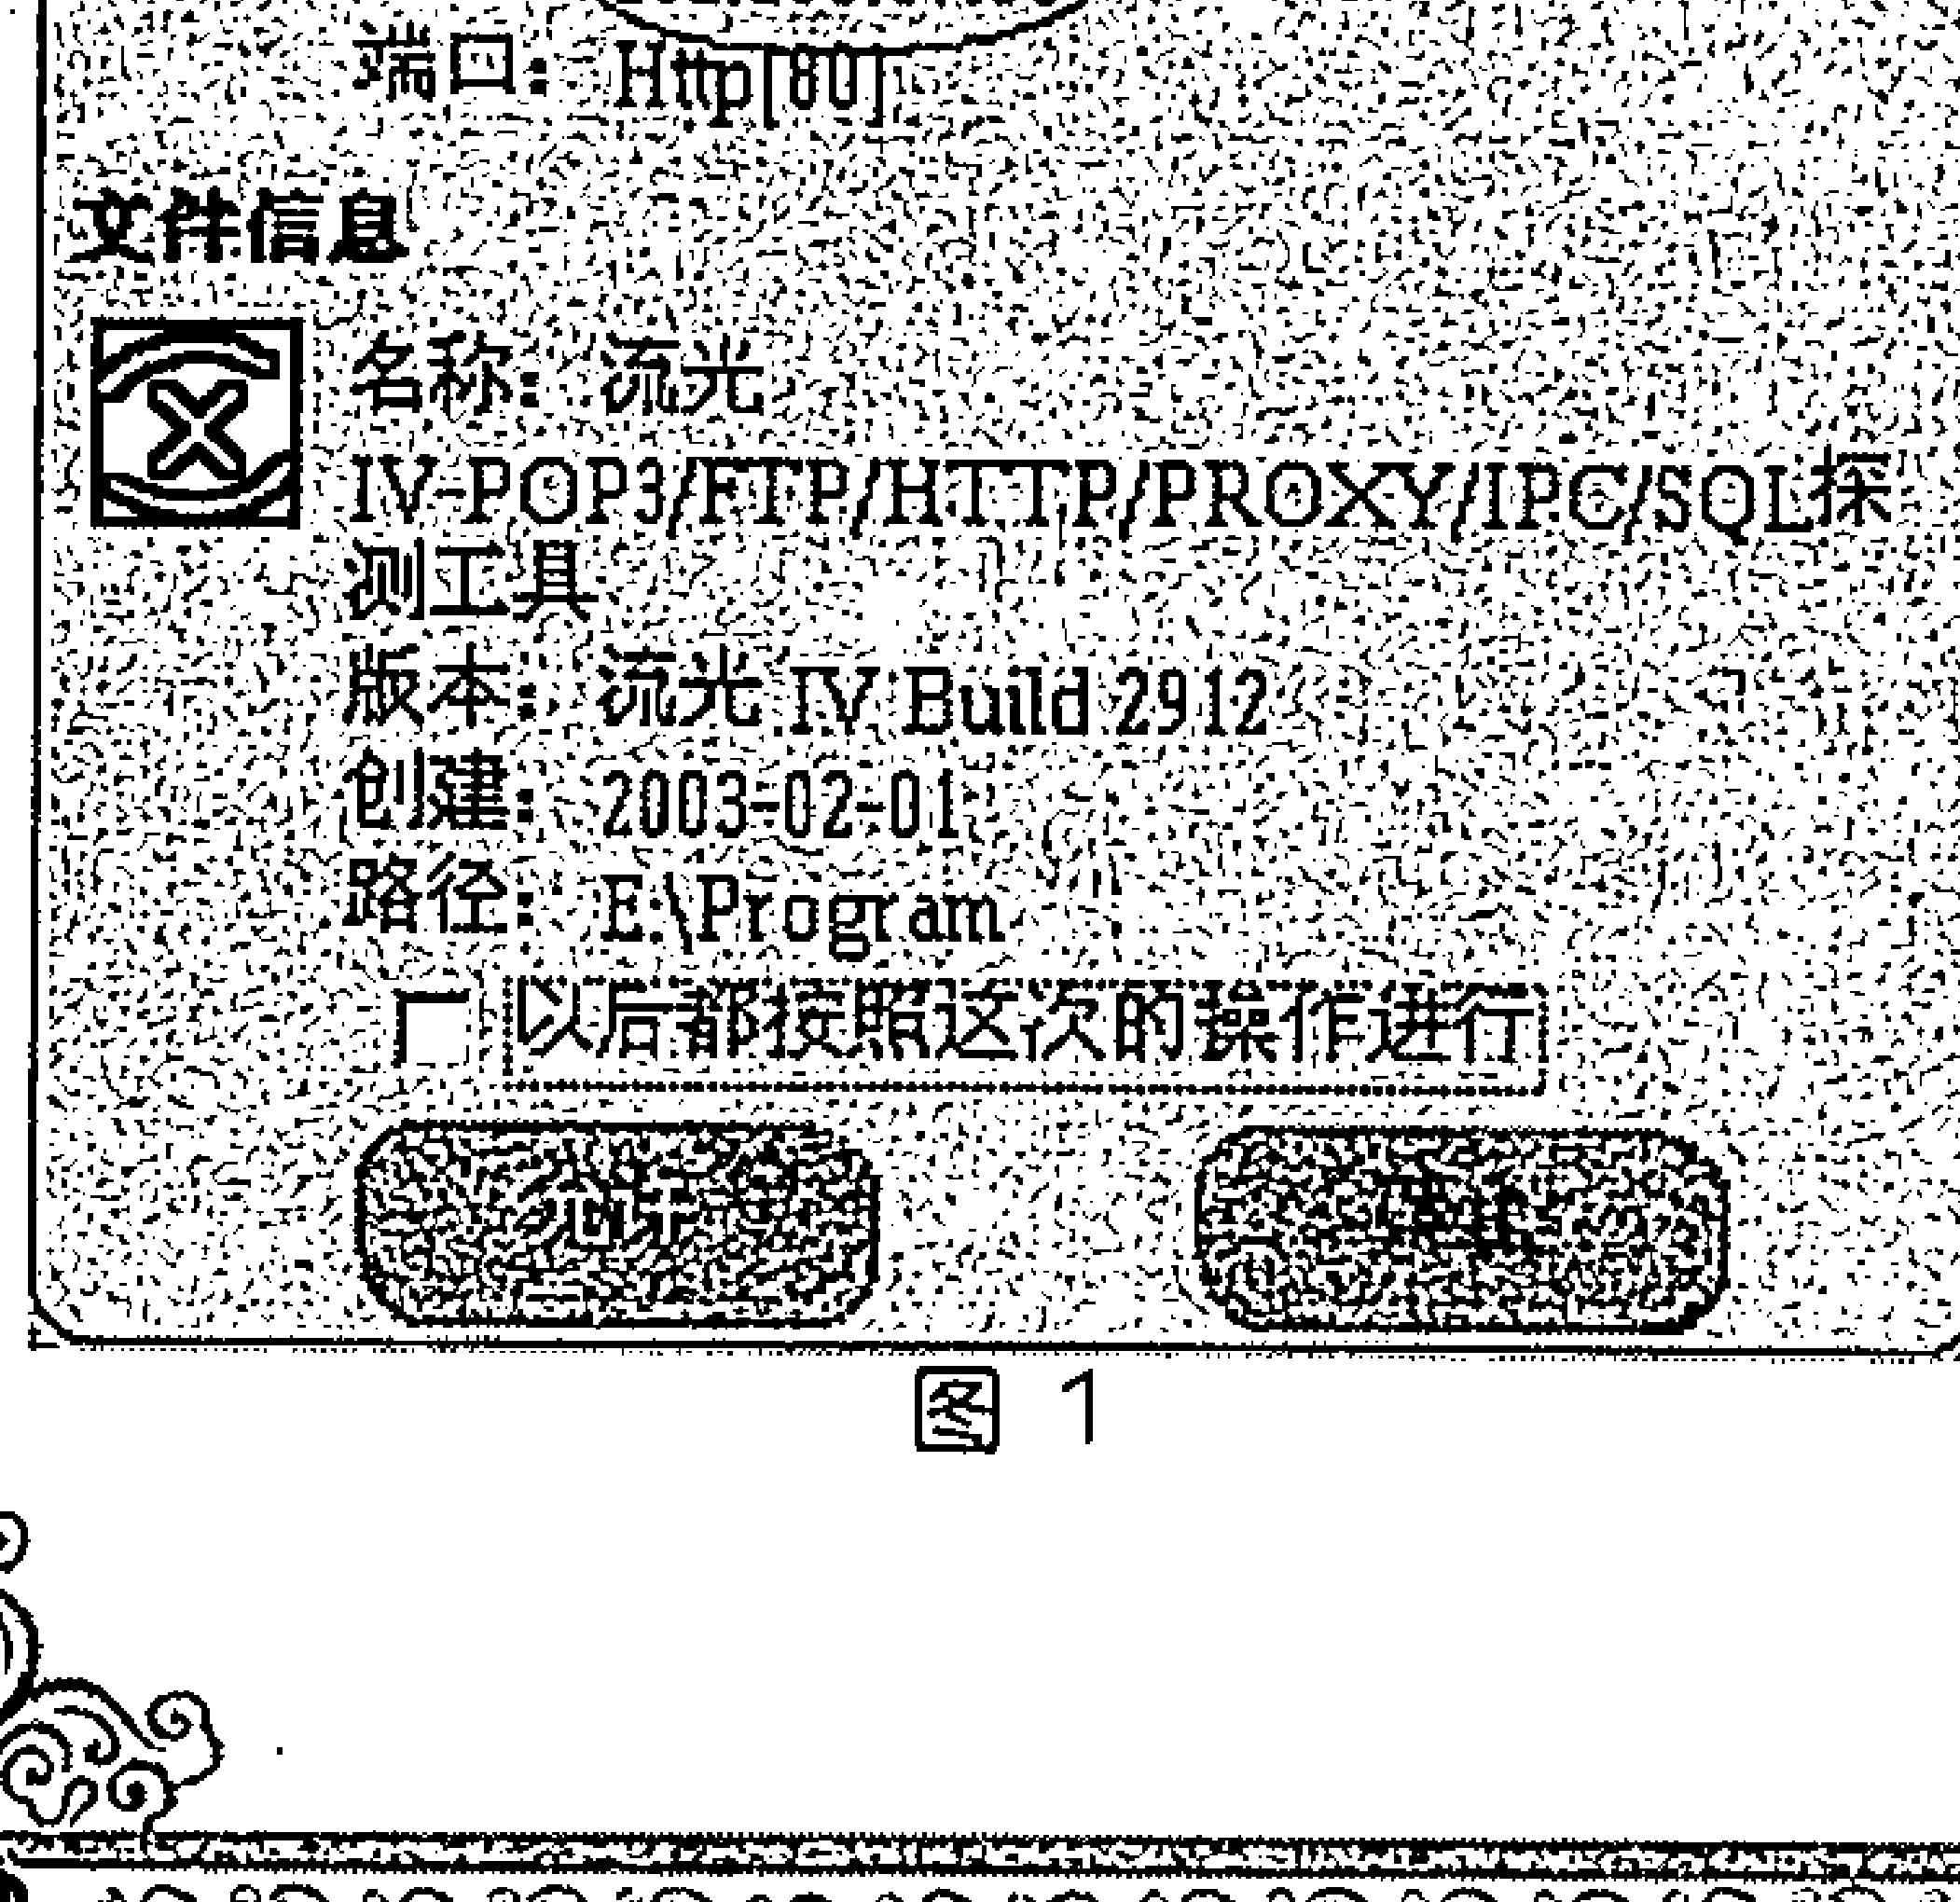 端口: Http[80]
文件信息
名称: 流光
IV-POP3/FTP/HTTP/PROXY/IPC/SQL探
测工具
版本: 流光 IV Build 2912
创建: 2003-02-01
路径: E:\Program
以后都按照这次的操作进行
允许
图 1